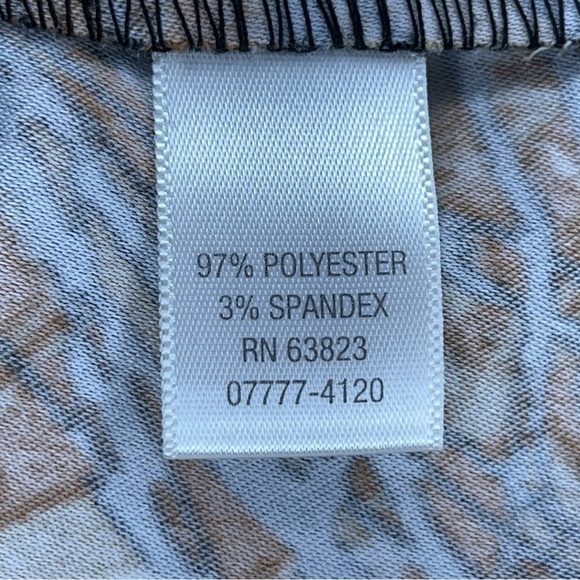 97% POLYESTER
3% SPANDEX
RN 63823
07777-4120